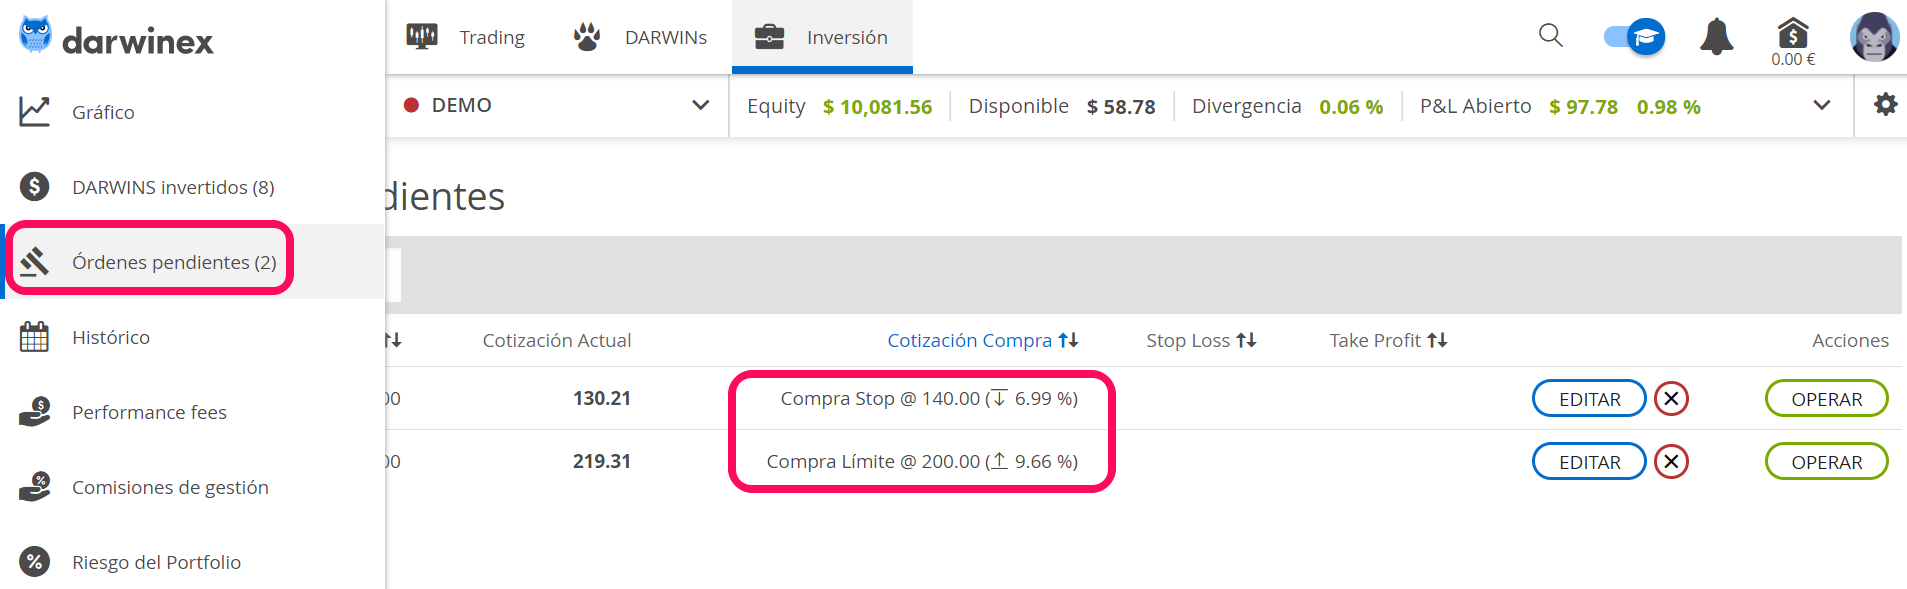 darwinex
Trading
DARWINs
Inversión
0.00 €
DEMO
Equity $ 10,081.56 Disponible $ 58.78 Divergencia 0.06 % P&L Abierto $ 97.78 0.98 %
Gráfico
DARWINS invertidos (8)
Órdenes pendientes (2)
Histórico
Performance fees
Comisiones de gestión
Riesgo del Portfolio
dientes
Cotización Actual Cotización Compra Stop Loss Take Profit Acciones
00 130.21 Compra Stop @ 140.00 (↧ 6.99 %) EDITAR OPERAR
00 219.31 Compra Límite @ 200.00 (↥ 9.66 %) EDITAR OPERAR